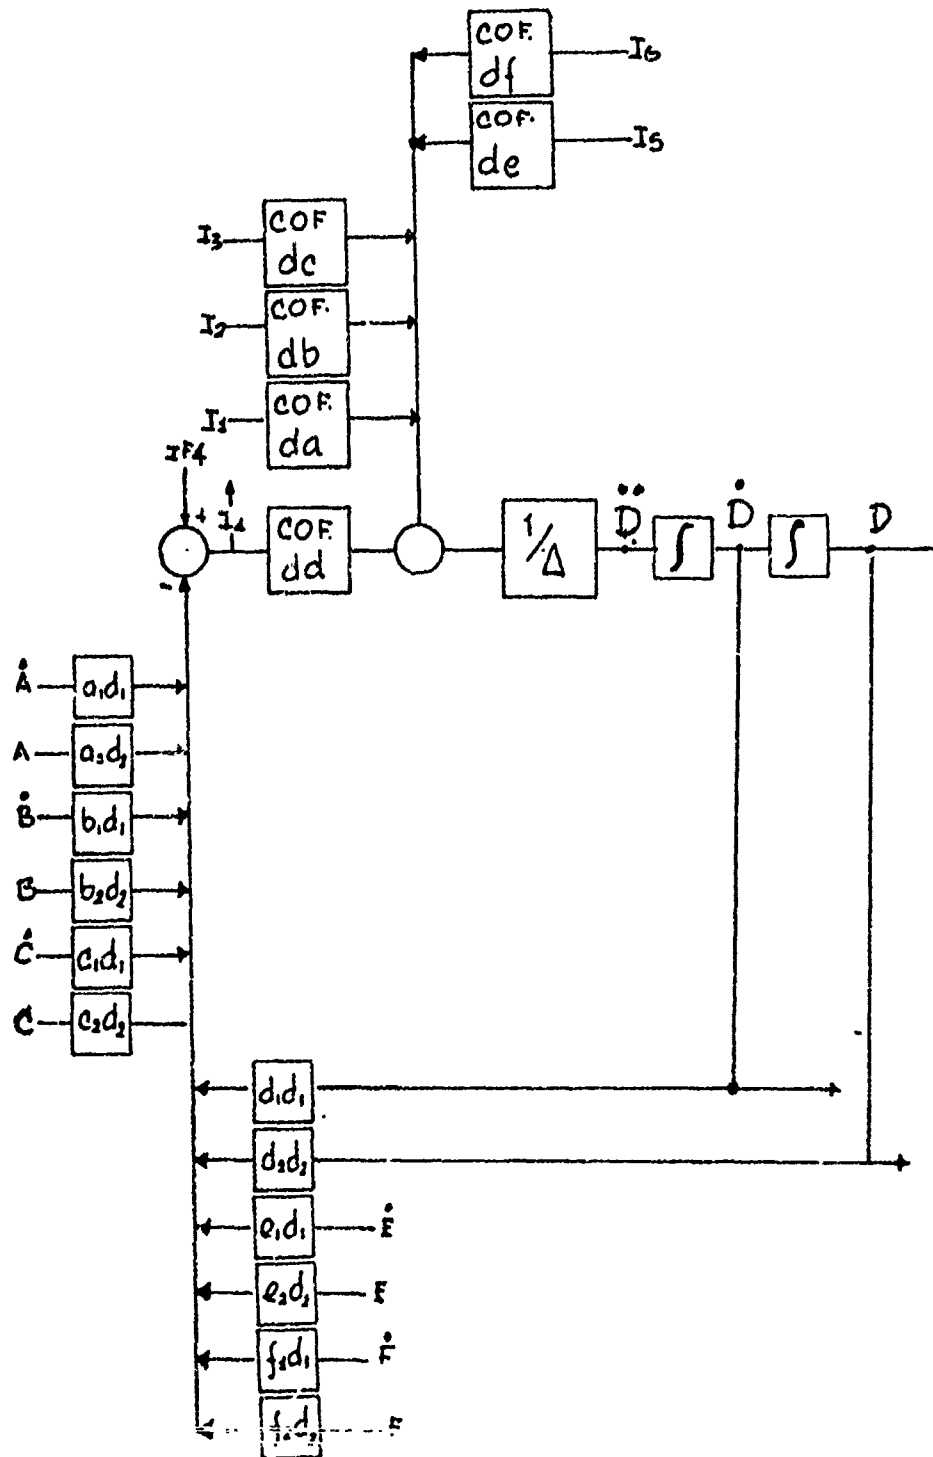 COF. df I6
COF. de I5
I3 COF dc
I2 COF. db
I1 COF. da
IF4
+ I4 COF. dd 1/Δ D̈ ∫ Ḋ ∫ D
-
Ȧ a1d1
A d2
Ḃ b1d1
B b2d2
Ċ c1d1
C c2d2
d1d1
d2d2
e1d1 Ė
e2d2 E
f1d1 Ḟ
F